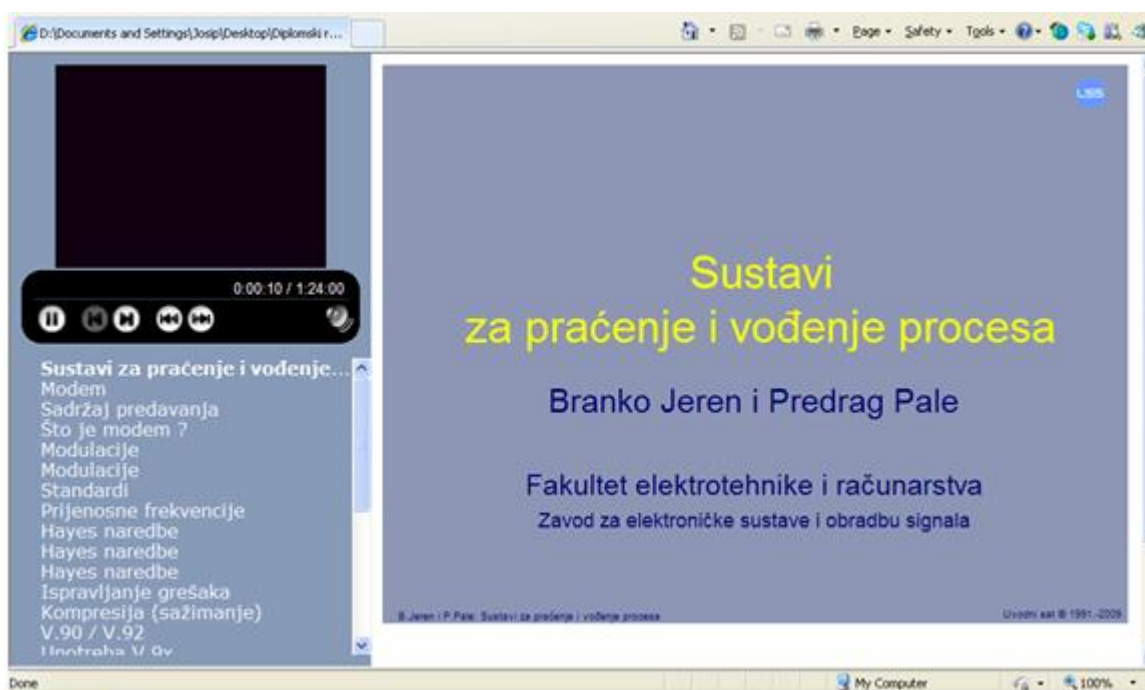 D:\Documents and Settings\Josip\Desktop\Diplomski r...
Page
Safety
Tools
LSS
0:00:10 / 1:24:00
Sustavi za praćenje i vođenje...
Modem
Sadržaj predavanja
Što je modem ?
Modulacije
Modulacije
Standardi
Prijenosne frekvencije
Hayes naredbe
Hayes naredbe
Hayes naredbe
Ispravljanje grešaka
Kompresija (sažimanje)
V.90 / V.92
Upotreba V.9x
Sustavi
za praćenje i vođenje procesa
Branko Jeren i Predrag Pale
Fakultet elektrotehnike i računarstva
Zavod za elektroničke sustave i obradbu signala
B.Jeren i P.Pale: Sustavi za praćenje i vođenje procesa
Uvodni sat © 1991.-2009.
Done
My Computer
100%